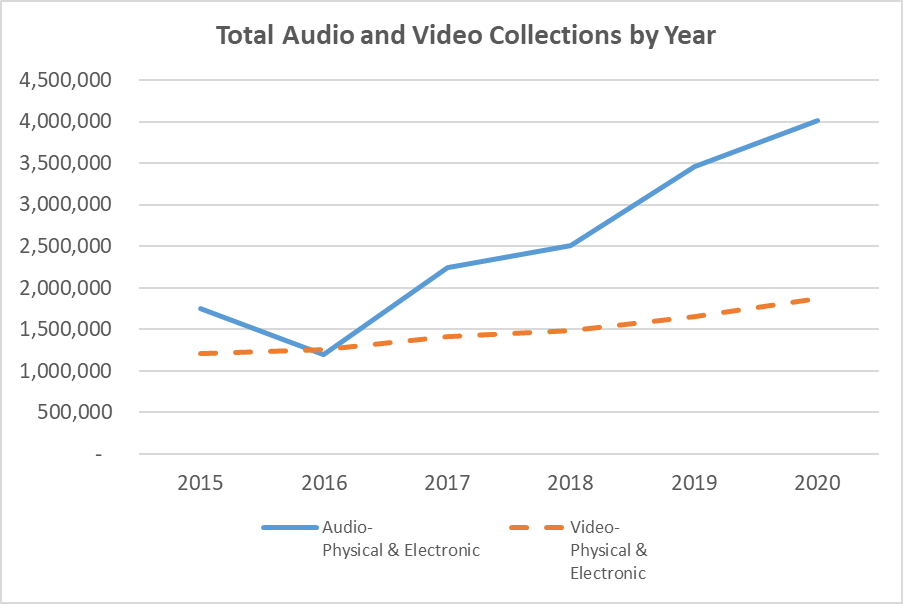 Total Audio and Video Collections by Year
4,500,000
4,000,000
3,500,000
3,000,000
2,500,000
2,000,000
1,500,000
1,000,000
500,000
-
2015 2016 2017 2018 2019 2020
Audio-
Physical & Electronic
Video-
Physical &
Electronic